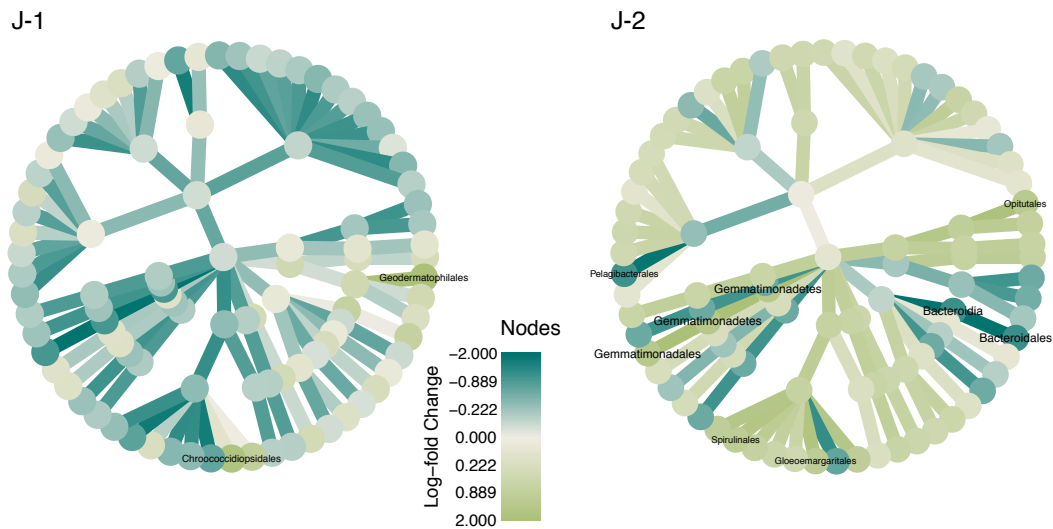 J-1
J-2
Opitutales
Pelagibacterales
Geodermatophilales
Gemmatimonadetes
Bacteroidia
Gemmatimonadetes
Nodes
Bacteroidales
Gemmatimonadales
−2.000
−0.889
−0.222
0.000
0.222
0.889
2.000
Log−fold Change
Spirulinales
Chroococcidiopsidales
Gloeoemargaritales